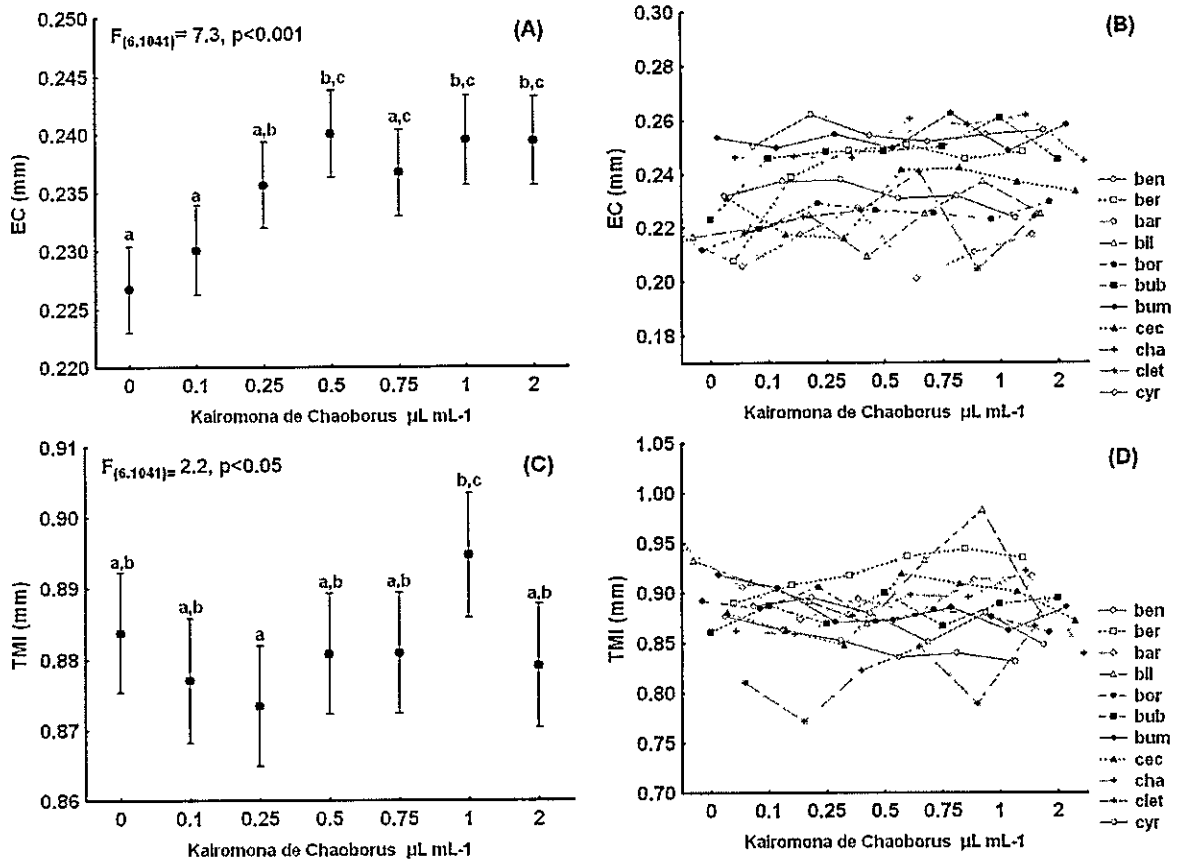 F(6.1041)= 7.3, p<0.001
(A)
EC (mm)
0.250
0.245
0.240
0.235
0.230
0.225
0.220
a
a
a,b
b,c
a,c
b,c
b,c
0 0.1 0.25 0.5 0.75 1 2
Kairomona de Chaoborus µL mL-1
(B)
EC (mm)
0.30
0.28
0.26
0.24
0.22
0.20
0.18
0 0.1 0.25 0.5 0.75 1 2
Kairomona de Chaoborus µL mL-1
ben
ber
bar
bil
bor
bub
bum
cec
cha
clet
cyr
F(6.1041)= 2.2, p<0.05
(C)
TMI (mm)
0.91
0.90
0.89
0.88
0.87
0.86
a,b
a,b
a
a,b
a,b
b,c
a,b
0 0.1 0.25 0.5 0.75 1 2
Kairomona de Chaoborus µL mL-1
(D)
TMI (mm)
1.05
1.00
0.95
0.90
0.85
0.80
0.75
0.70
0 0.1 0.25 0.5 0.75 1 2
Kairomona de Chaoborus µL mL-1
ben
ber
bar
bil
bor
bub
bum
cec
cha
clet
cyr